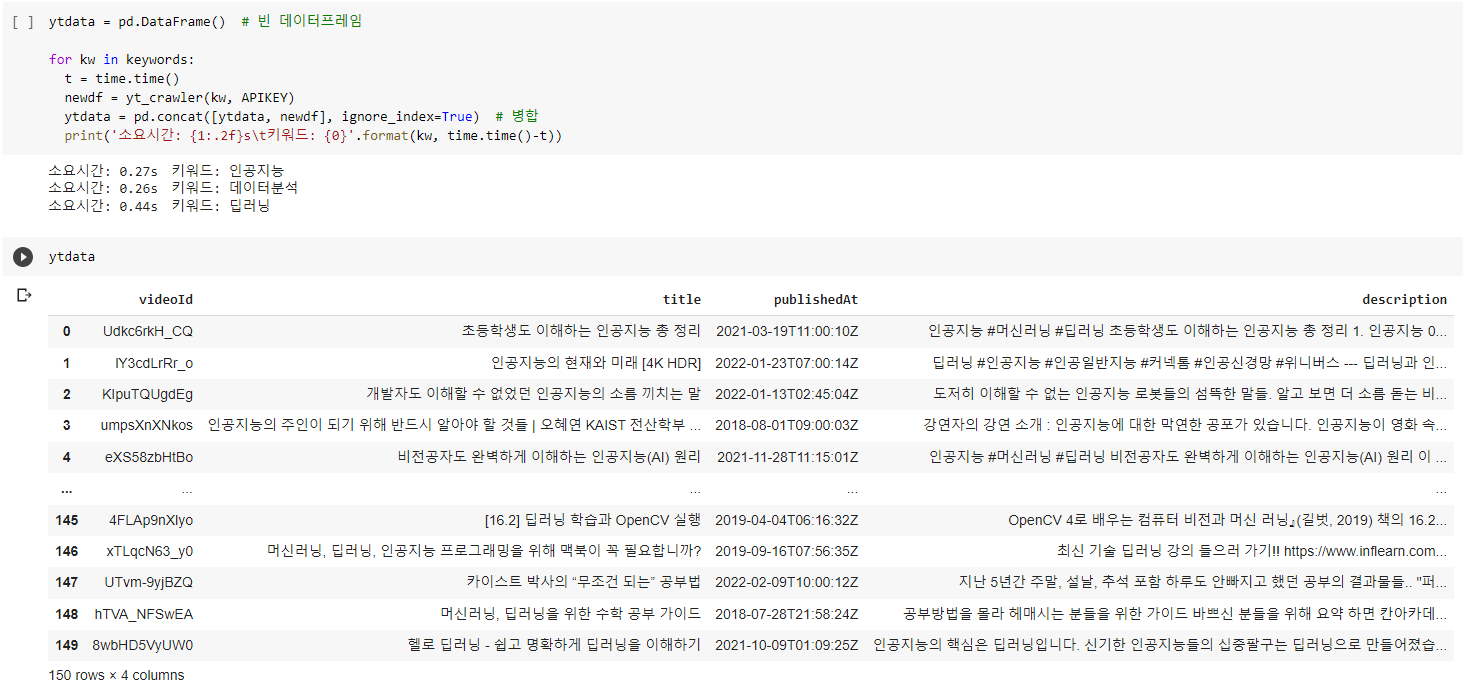 [ ] ytdata = pd.DataFrame()  # 빈 데이터프레임
for kw in keywords:
  t = time.time()
  newdf = yt_crawler(kw, APIKEY)
  ytdata = pd.concat([ytdata, newdf], ignore_index=True)  # 병합
  print('소요시간: {1:.2f}s\t키워드: {0}'.format(kw, time.time()-t))
소요시간: 0.27s  키워드: 인공지능
소요시간: 0.26s  키워드: 데이터분석
소요시간: 0.44s  키워드: 딥러닝
ytdata
videoId title publishedAt description
0 Udkc6rkH_CQ 초등학생도 이해하는 인공지능 총 정리 2021-03-19T11:00:10Z 인공지능 #머신러닝 #딥러닝 초등학생도 이해하는 인공지능 총 정리 1. 인공지능 0...
1 lY3cdLrRr_o 인공지능의 현재와 미래 [4K HDR] 2022-01-23T07:00:14Z 딥러닝 #인공지능 #인공일반지능 #커넥톰 #인공신경망 #위니버스 --- 딥러닝과 인...
2 KlpuTQUgdEg 개발자도 이해할 수 없었던 인공지능의 소름 끼치는 말 2022-01-13T02:45:04Z 도저히 이해할 수 없는 인공지능 로봇들의 섬뜩한 말들. 알고 보면 더 소름 돋는 비...
3 umpsXnXNkos 인공지능의 주인이 되기 위해 반드시 알아야 할 것들 | 오혜연 KAIST 전산학부 ... 2018-08-01T09:00:03Z 강연자의 강연 소개 : 인공지능에 대한 막연한 공포가 있습니다. 인공지능이 영화 속...
4 eXS58zbHtBo 비전공자도 완벽하게 이해하는 인공지능(AI) 원리 2021-11-28T11:15:01Z 인공지능 #머신러닝 #딥러닝 비전공자도 완벽하게 이해하는 인공지능(AI) 원리 이 ...
... ... ... ... ...
145 4FLAp9nXlyo [16.2] 딥러닝 학습과 OpenCV 실행 2019-04-04T06:16:32Z OpenCV 4로 배우는 컴퓨터 비전과 머신 러닝』(길벗, 2019) 책의 16.2...
146 xTLqcN63_y0 머신러닝, 딥러닝, 인공지능 프로그래밍을 위해 맥북이 꼭 필요합니까? 2019-09-16T07:56:35Z 최신 기술 딥러닝 강의 들으러 가기!! https://www.inflearn.com...
147 UTvm-9yjBZQ 카이스트 박사의 “무조건 되는” 공부법 2022-02-09T10:00:12Z 지난 5년간 주말, 설날, 추석 포함 하루도 안빠지고 했던 공부의 결과물들.. "퍼...
148 hTVA_NFSwEA 머신러닝, 딥러닝을 위한 수학 공부 가이드 2018-07-28T21:58:24Z 공부방법을 몰라 헤매시는 분들을 위한 가이드 바쁘신 분들을 위해 요약 하면 칸아카데...
149 8wbHD5VyUW0 헬로 딥러닝 - 쉽고 명확하게 딥러닝을 이해하기 2021-10-09T01:09:25Z 인공지능의 핵심은 딥러닝입니다. 신기한 인공지능들의 십중팔구는 딥러닝으로 만들어졌습...
150 rows × 4 columns